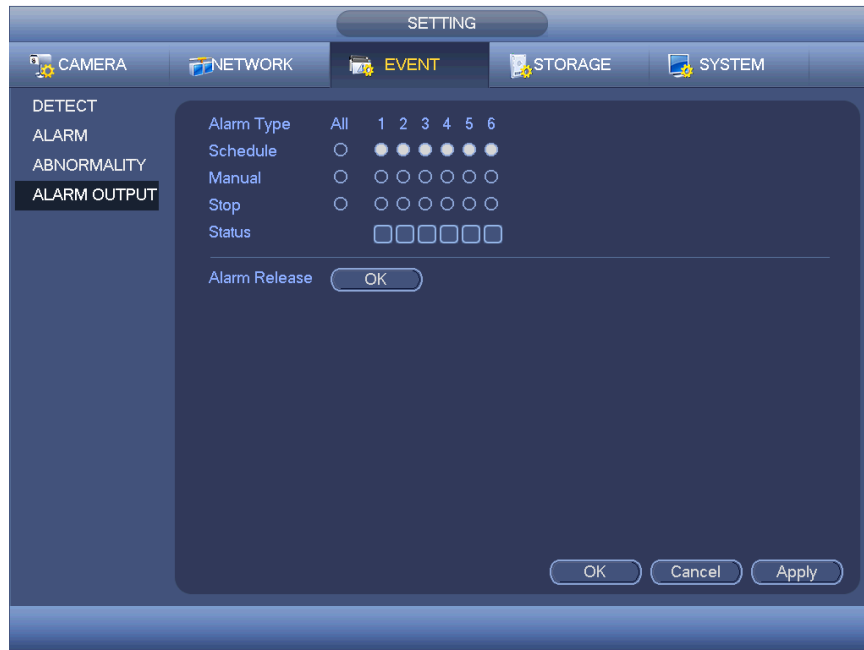 SETTING
CAMERA NETWORK EVENT STORAGE SYSTEM
DETECT
ALARM
ABNORMALITY
ALARM OUTPUT
Alarm Type All 1 2 3 4 5 6
Schedule
Manual
Stop
Status
Alarm Release OK
OK Cancel Apply